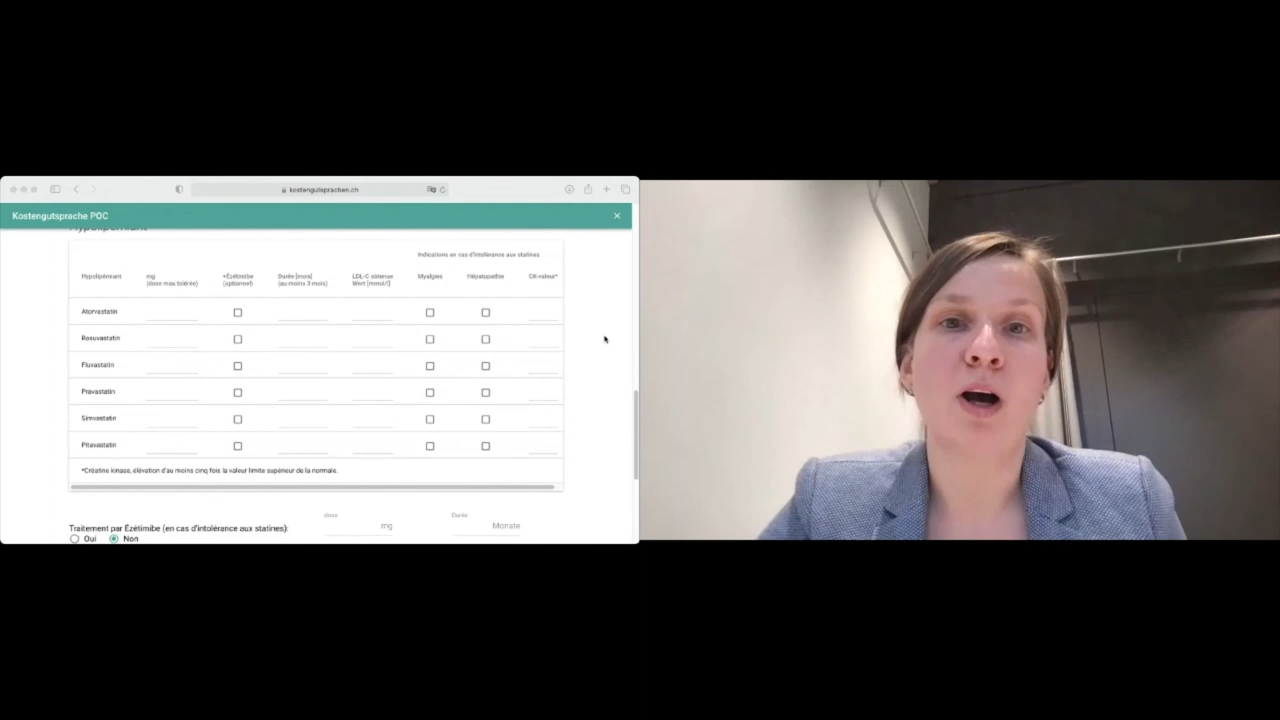 kostengutsprachen.ch
Kostengutsprache POC
Hypolipémiant
Indications en cas d'intolérance aux statines
Hypolipémiant mg +Ézétimibe Durée [mois] LDL-C obtenue Myalgies Hépatopathie CK-valeur*
(dose max tolérée) (optionnel) (au moins 3 mois) Wert [mmol/l]
Atorvastatin
Rosuvastatin
Fluvastatin
Pravastatin
Simvastatin
Pitavastatin
*Créatine kinase, élévation d'au moins cinq fois la valeur limite supérieur de la normale.
dose Durée
Traitement par Ézétimibe (en cas d'intolérance aux statines): mg Monate
Oui Non